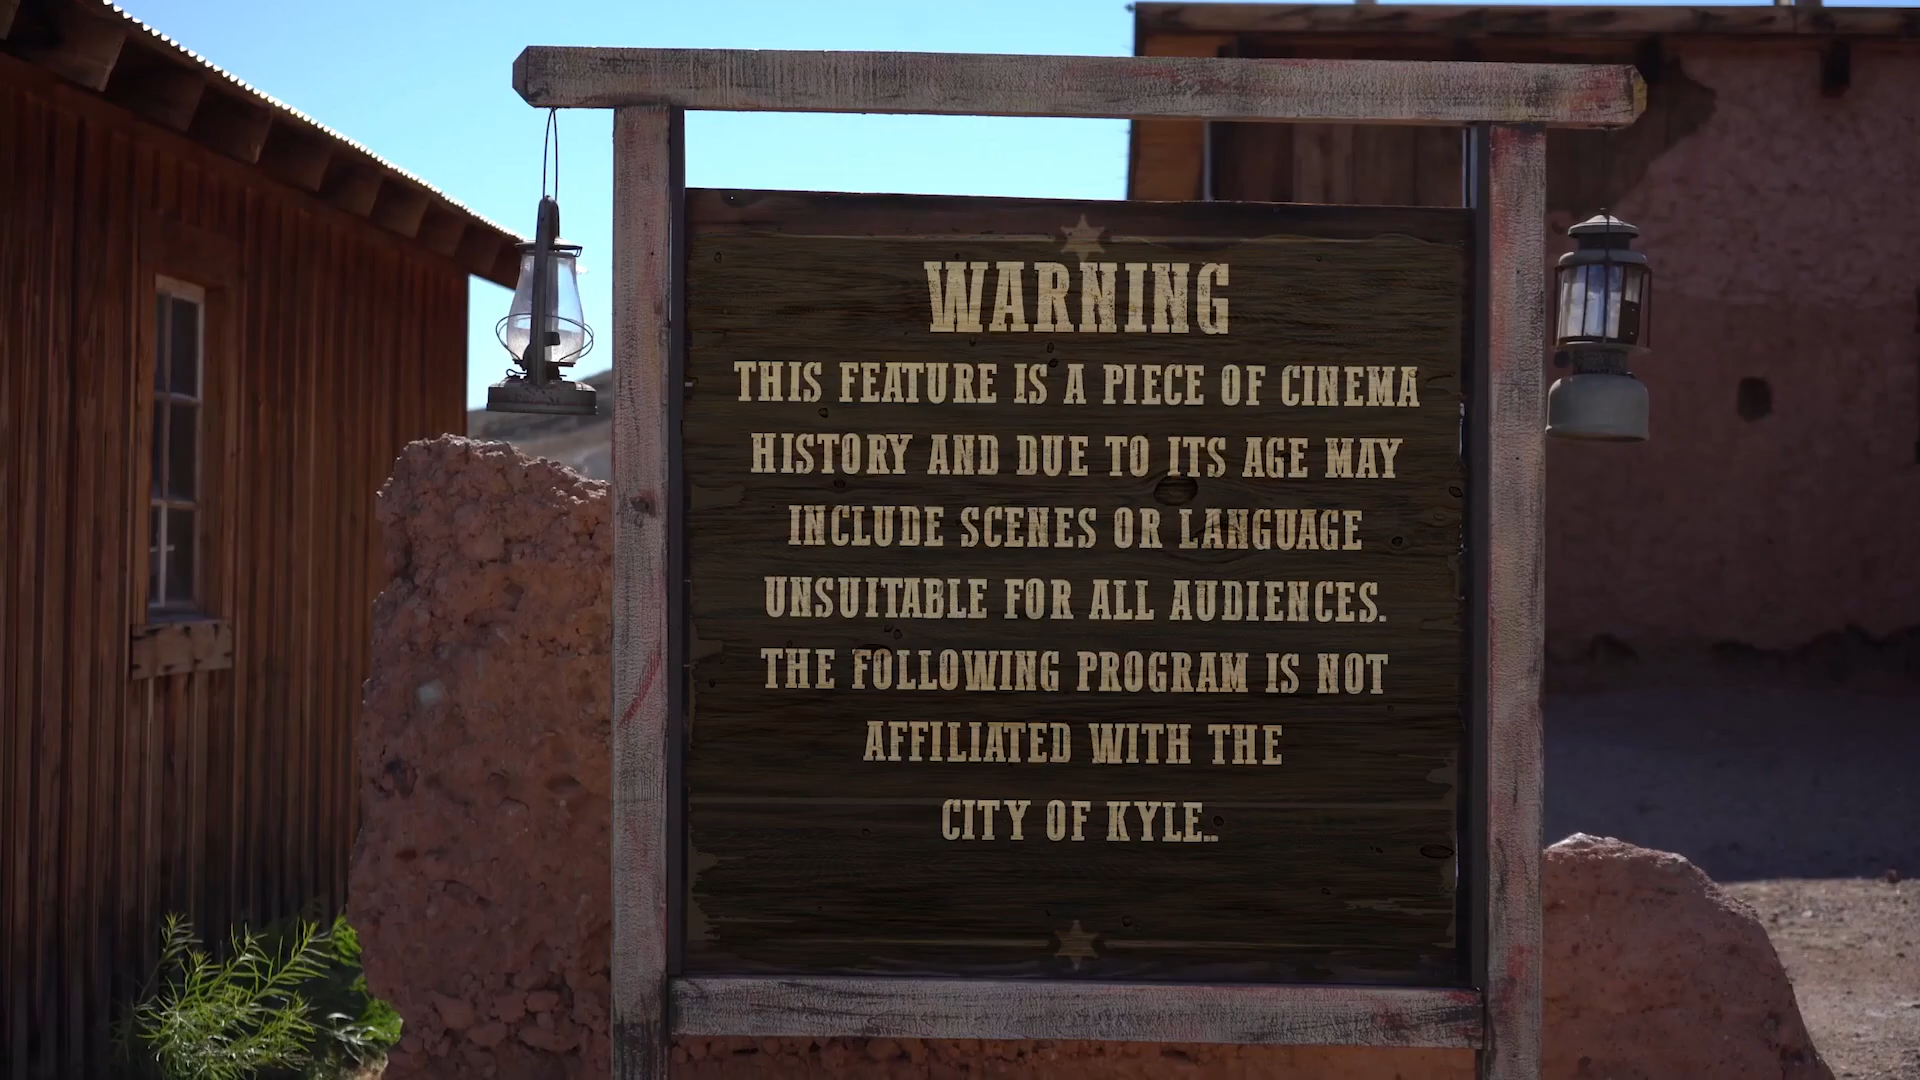 WARNING
THIS FEATURE IS A PIECE OF CINEMA
HISTORY AND DUE TO ITS AGE MAY
INCLUDE SCENES OR LANGUAGE
UNSUITABLE FOR ALL AUDIENCES.
THE FOLLOWING PROGRAM IS NOT
AFFILIATED WITH THE
CITY OF KYLE..